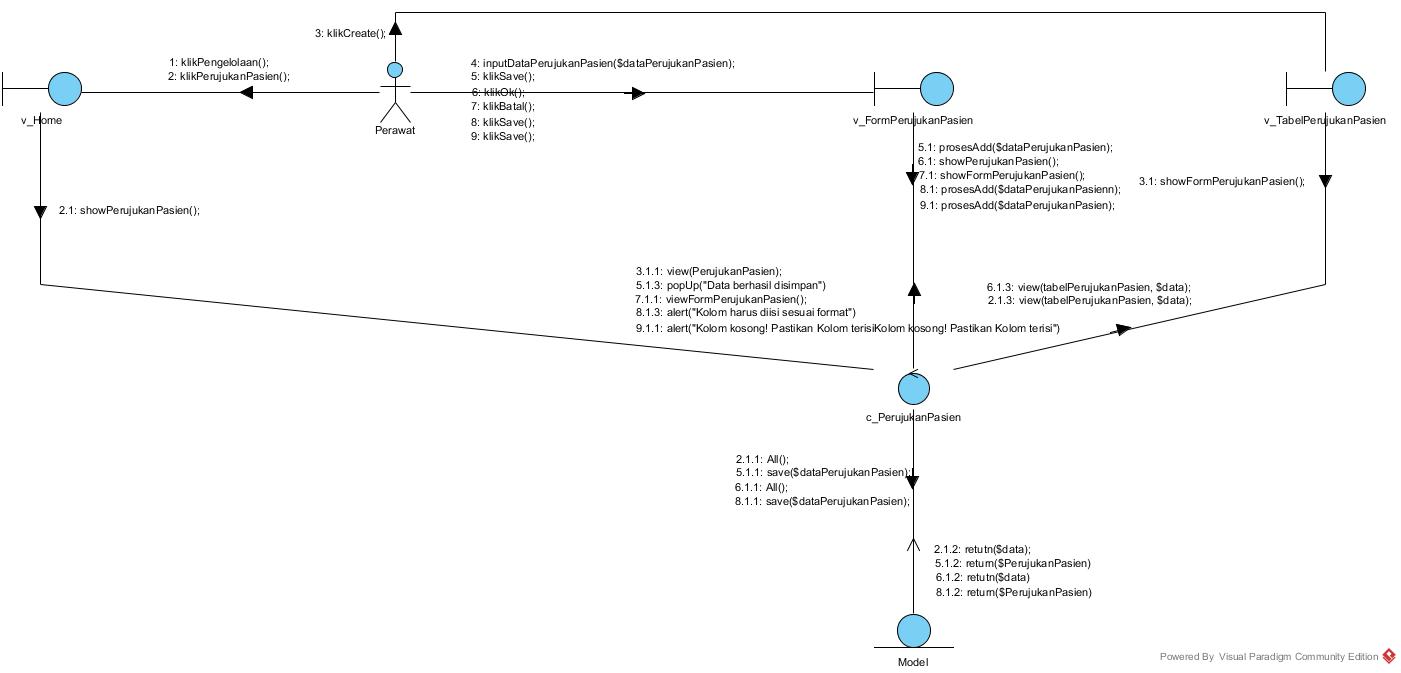 3: klikCreate();
1: klikPengelolaan();
2: klikPerujukanPasien();
4: inputDataPerujukanPasien($dataPerujukanPasien);
5: klikSave();
6: klikOk();
7: klikBatal();
8: klikSave();
9: klikSave();
v_Home
Perawat
v_FormPerujukanPasien
v_TabelPerujukanPasien
5.1: prosesAdd($dataPerujukanPasien);
6.1: showPerujukanPasien();
7.1: showFormPerujukanPasien();
8.1: prosesAdd($dataPerujukanPasienn);
9.1: prosesAdd($dataPerujukanPasien);
3.1: showFormPerujukanPasien();
2.1: showPerujukanPasien();
3.1.1: view(PerujukanPasien);
5.1.3: popUp("Data berhasil disimpan")
7.1.1: viewFormPerujukanPasien();
8.1.3: alert("Kolom harus diisi sesuai format")
9.1.1: alert("Kolom kosong! Pastikan Kolom terisiKolom kosong! Pastikan Kolom terisi")
6.1.3: view(tabelPerujukanPasien, $data);
2.1.3: view(tabelPerujukanPasien, $data);
c_PerujukanPasien
2.1.1: All();
5.1.1: save($dataPerujukanPasien);
6.1.1: All();
8.1.1: save($dataPerujukanPasien);
2.1.2: retutn($data);
5.1.2: return($PerujukanPasien)
6.1.2: retutn($data)
8.1.2: return($PerujukanPasien)
Model
Powered By Visual Paradigm Community Edition